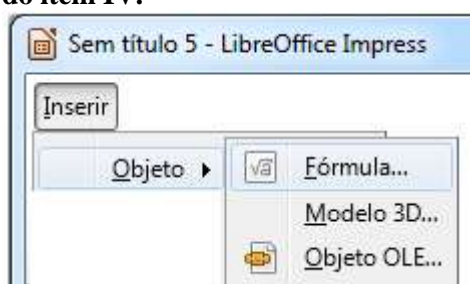 do item IV:
Sem título 5 - LibreOffice Impress
Inserir
Objeto
Fórmula...
Modelo 3D...
Objeto OLE...